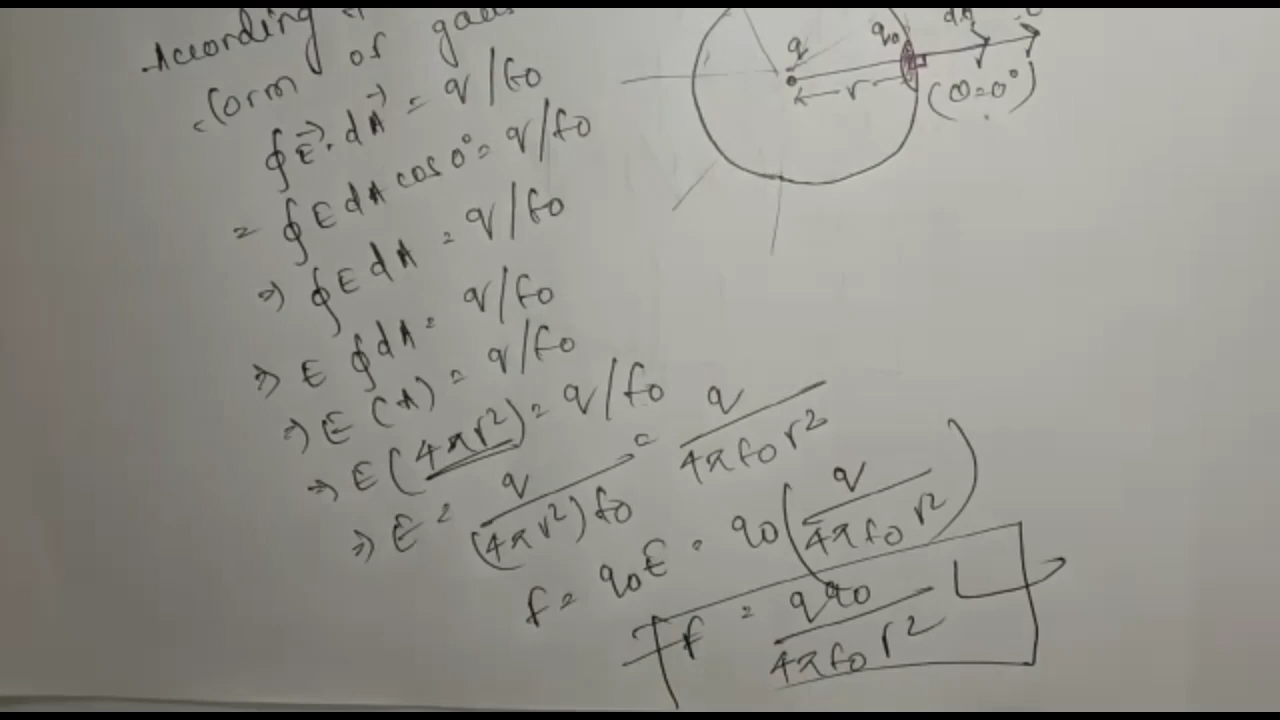 According
form of gauss
∮E⃗.dA⃗ = q/ε0
= ∮E dA cos 0° = q/ε0
⇒ ∮E dA = q/ε0
⇒ E ∮dA = q/ε0
⇒ E (A) = q/ε0
⇒ E (4πr²) = q/ε0
⇒ E = q/(4πr²)ε0 = q/4πε0r²
F = q0E = q0(q/4πε0r²)
F = qq0/4πε0r²
q
q0
dA
r
(θ=0°)